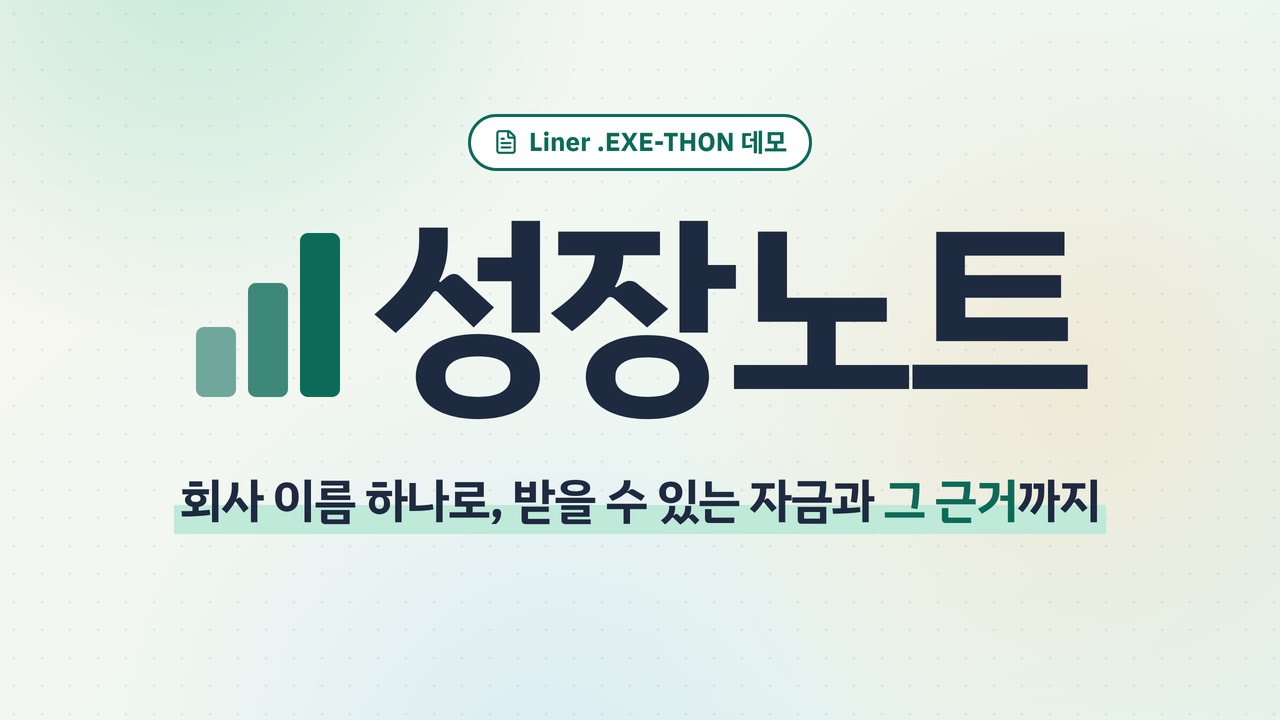 Liner .EXE-THON 데모
성장노트
회사 이름 하나로, 받을 수 있는 자금과 그 근거까지